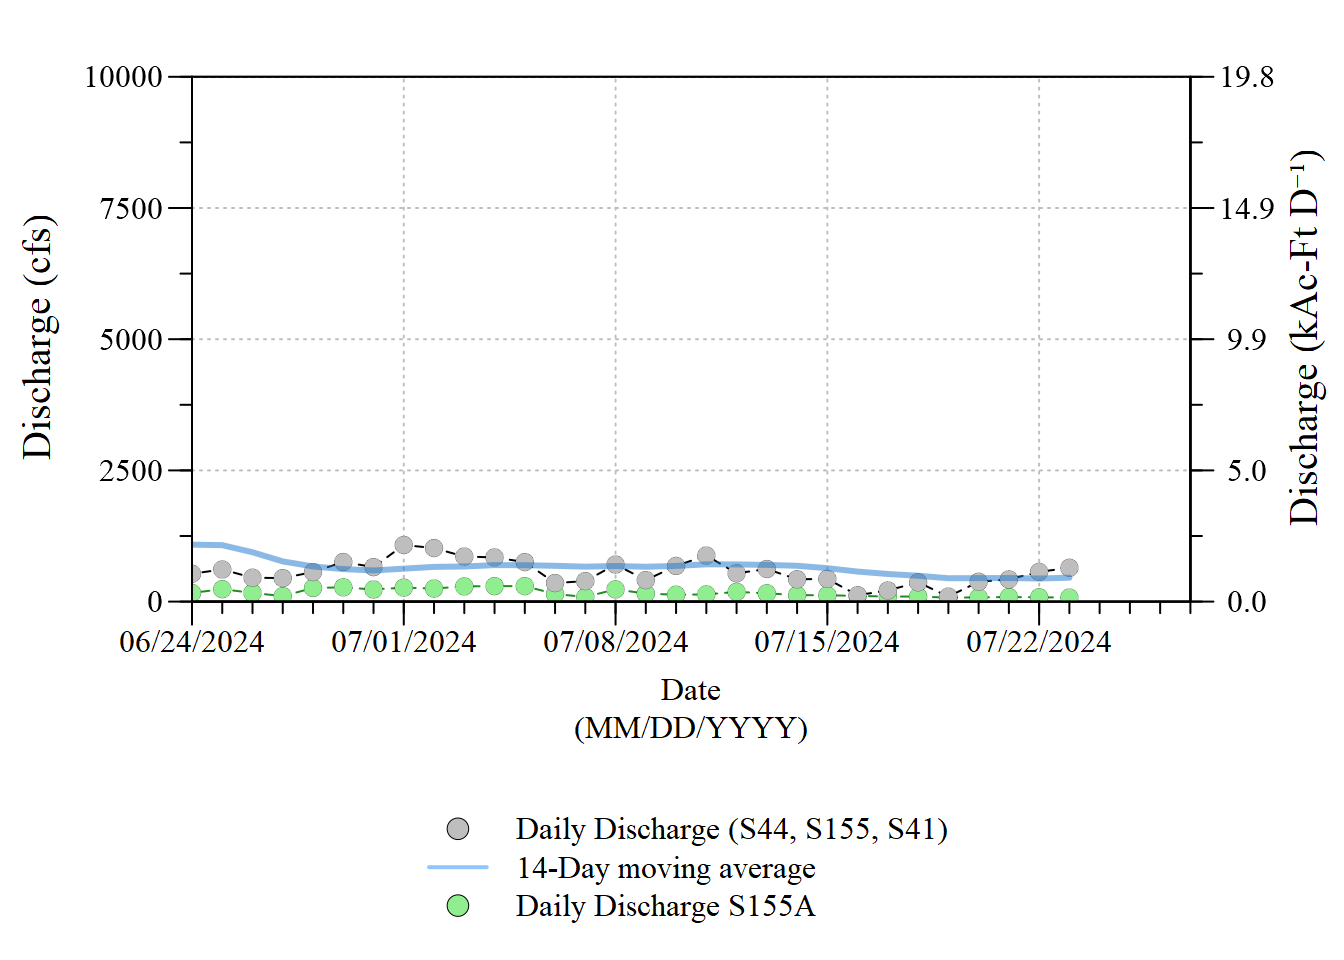 10000
7500
5000
2500
0
Discharge (cfs)
19.8
14.9
9.9
5.0
0.0
Discharge (kAc-Ft D⁻¹)
06/24/2024 07/01/2024 07/08/2024 07/15/2024 07/22/2024
Date
(MM/DD/YYYY)
Daily Discharge (S44, S155, S41)
14-Day moving average
Daily Discharge S155A